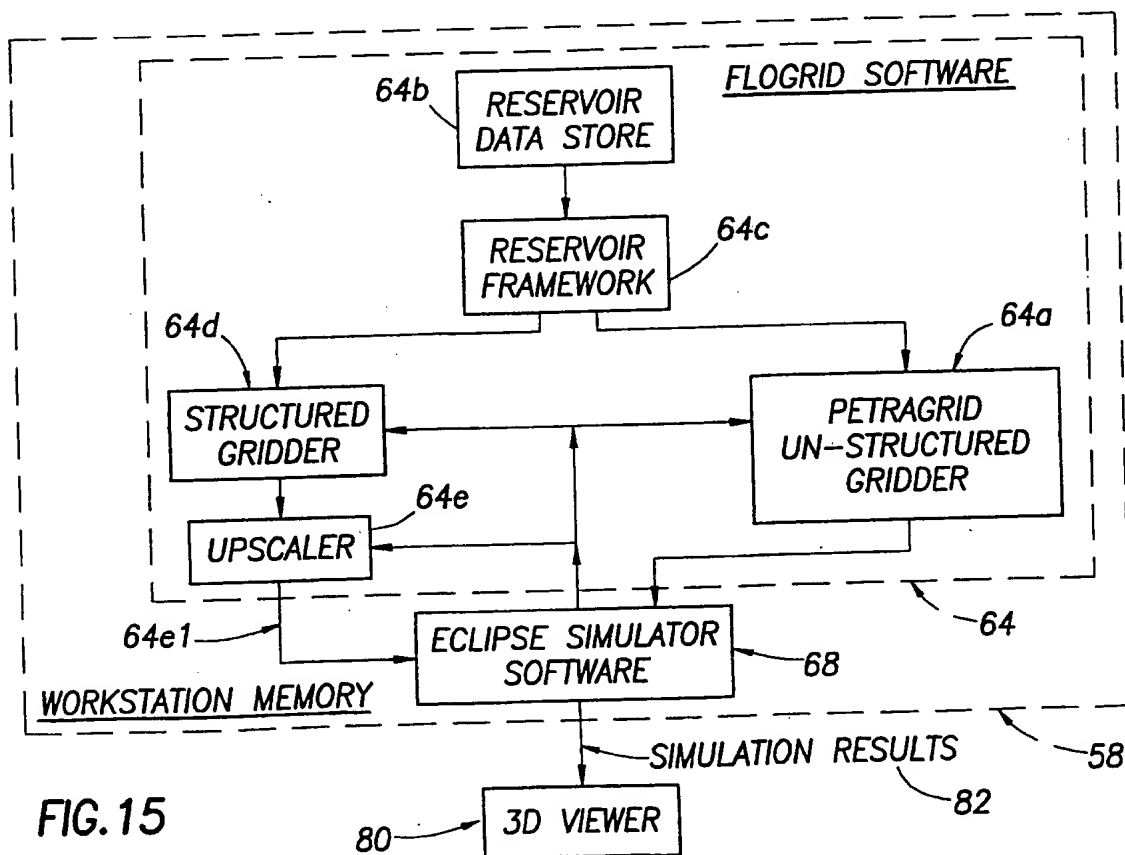 FLOGRID SOFTWARE
64b
RESERVOIR
DATA STORE
64c
RESERVOIR
FRAMEWORK
64d
64a
STRUCTURED
GRIDDER
PETRAGRID
UN-STRUCTURED
GRIDDER
64e
UPSCALER
64e1
64
ECLIPSE SIMULATOR
SOFTWARE
68
WORKSTATION MEMORY
58
SIMULATION RESULTS
82
FIG.15
80
3D VIEWER